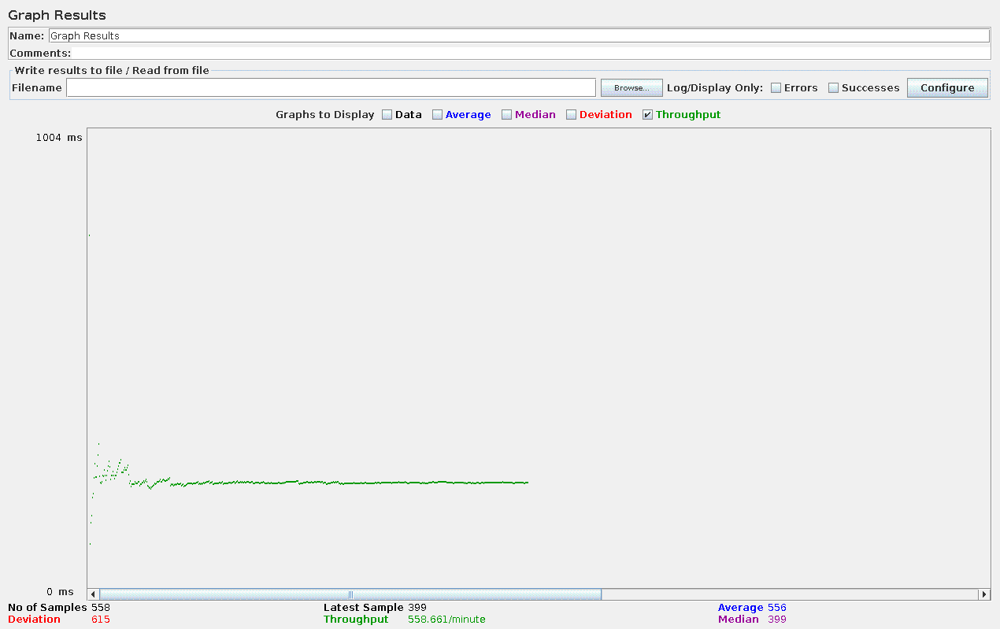 Graph Results
Name: Graph Results
Comments:
Write results to file / Read from file
Filename Browse... Log/Display Only: Errors Successes Configure
Graphs to Display Data Average Median Deviation Throughput
1004 ms
0 ms
No of Samples 558 Latest Sample 399 Average 556
Deviation 615 Throughput 558.661/minute Median 399